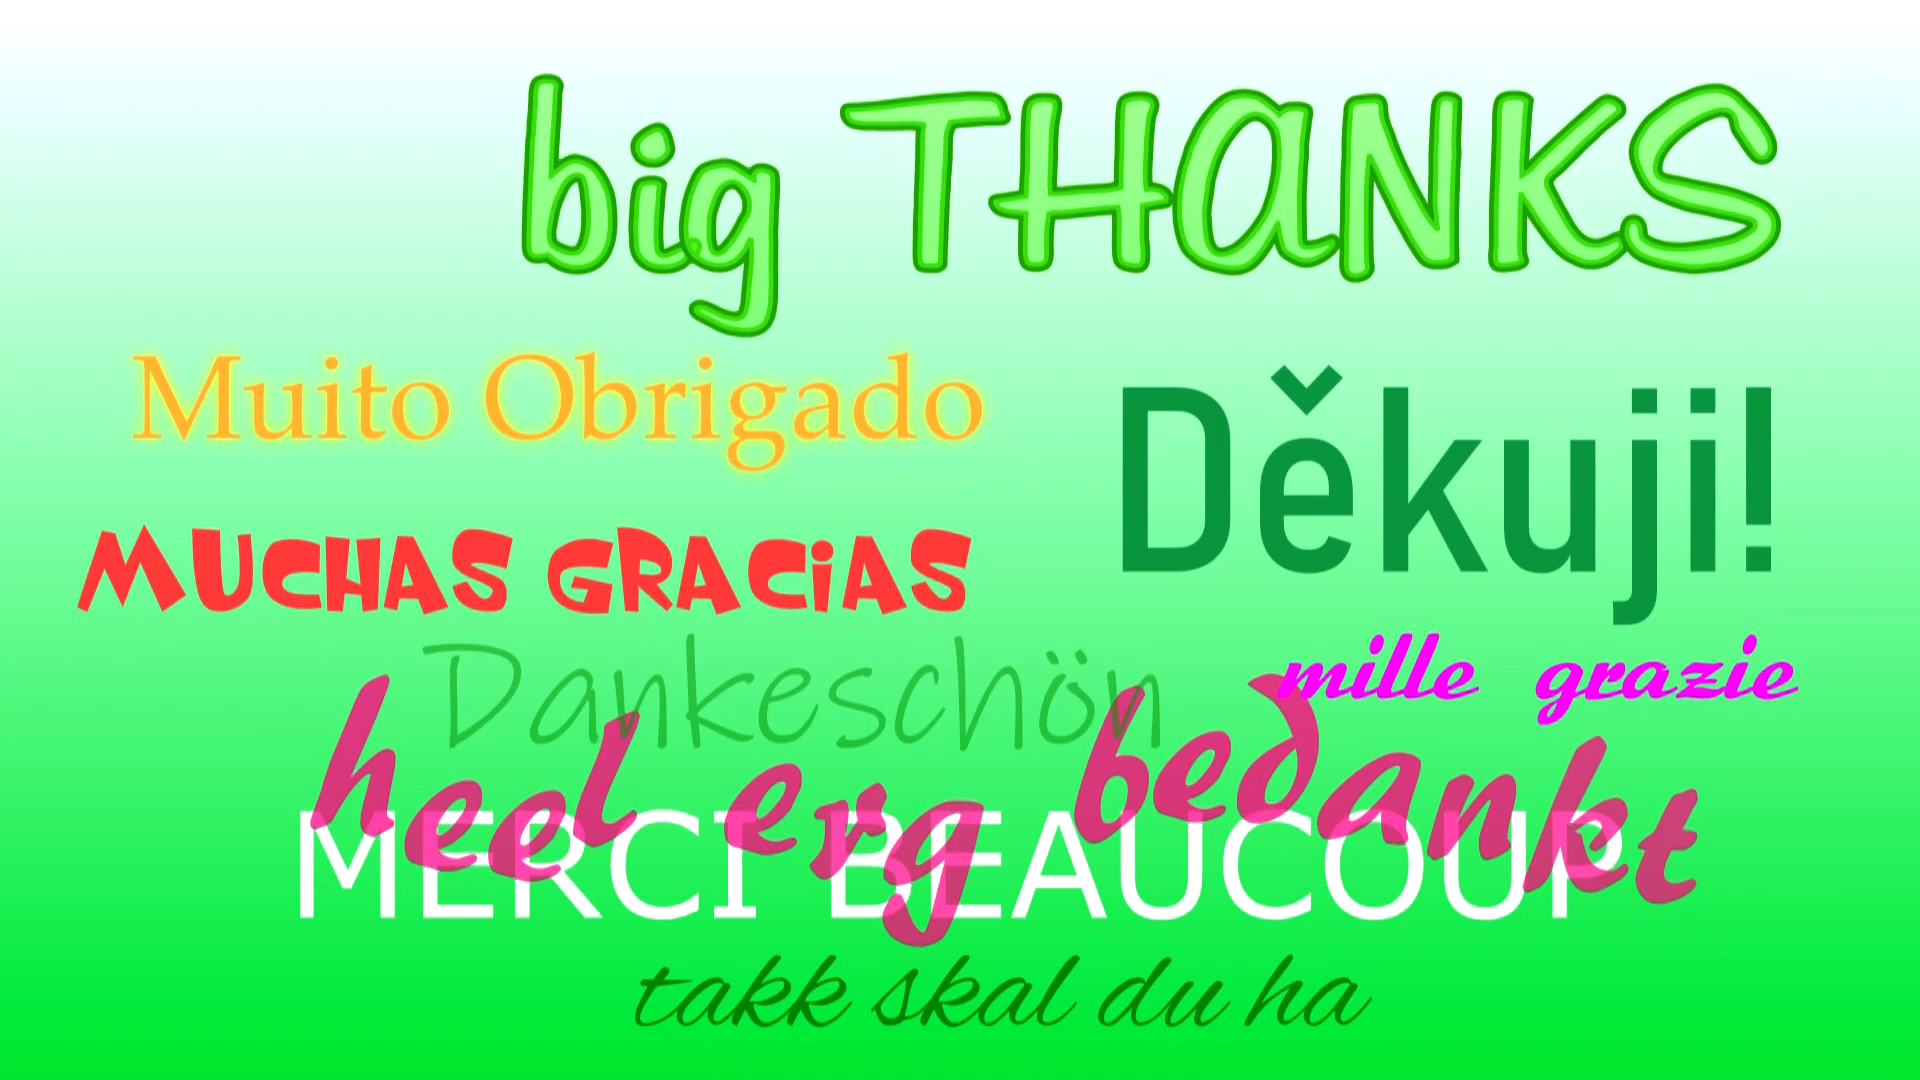 big THANKS
Muito Obrigado
Děkuji!
MUCHAS GRACiAS
Dankeschön
mille grazie
heel erg bedankt
MERCI BEAUCOUP
takk skal du ha